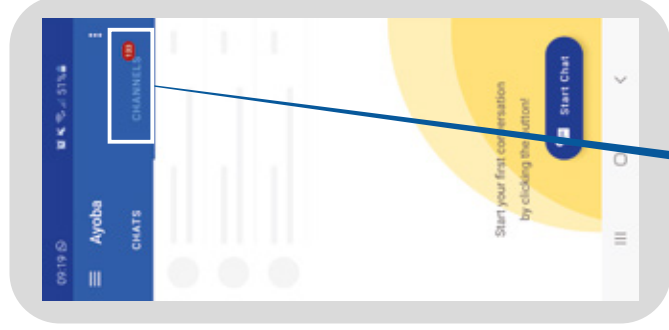 09:19 51%
Ayoba
CHATS CHANNELS
Start your first conversation
by clicking the button!
Start Chat